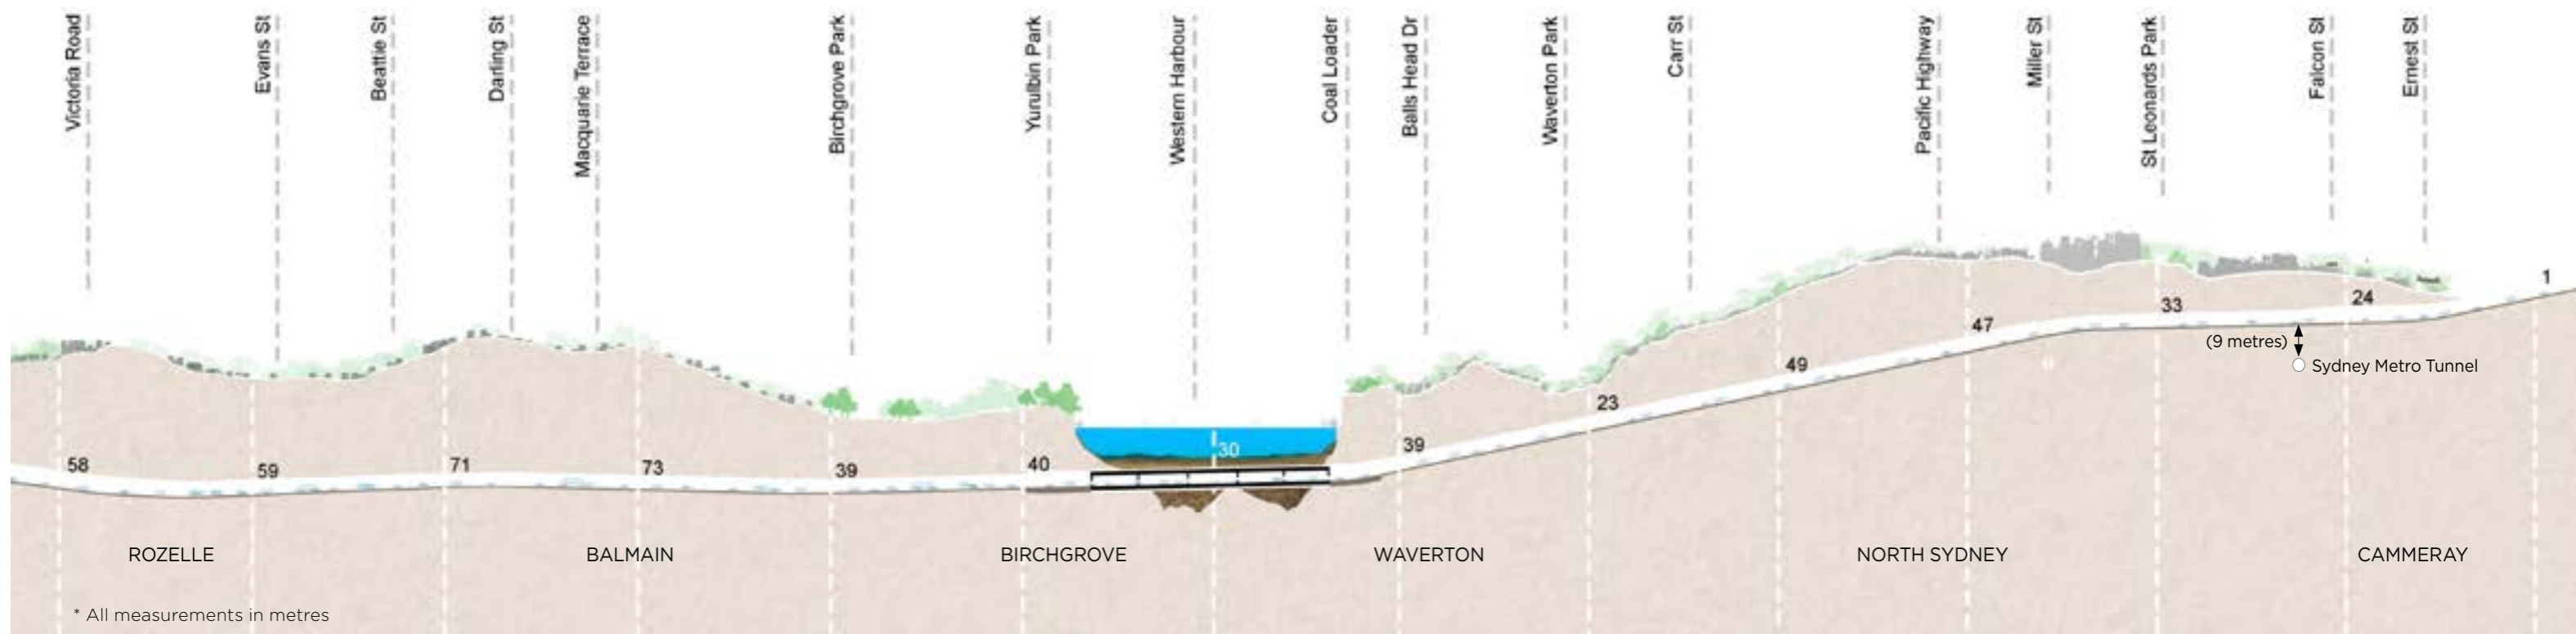 Victoria Road
Evans St
Beattie St
Darling St
Macquarie Terrace
Birchgrove Park
Yurulbin Park
Western Harbour
Coal Loader
Balls Head Dr
Waverton Park
Carr St
Pacific Highway
Miller St
St Leonards Park
Falcon St
Ernest St
58
59
71
73
39
40
30
39
23
49
47
33
24
1
(9 metres)
Sydney Metro Tunnel
ROZELLE
BALMAIN
BIRCHGROVE
WAVERTON
NORTH SYDNEY
CAMMERAY
* All measurements in metres